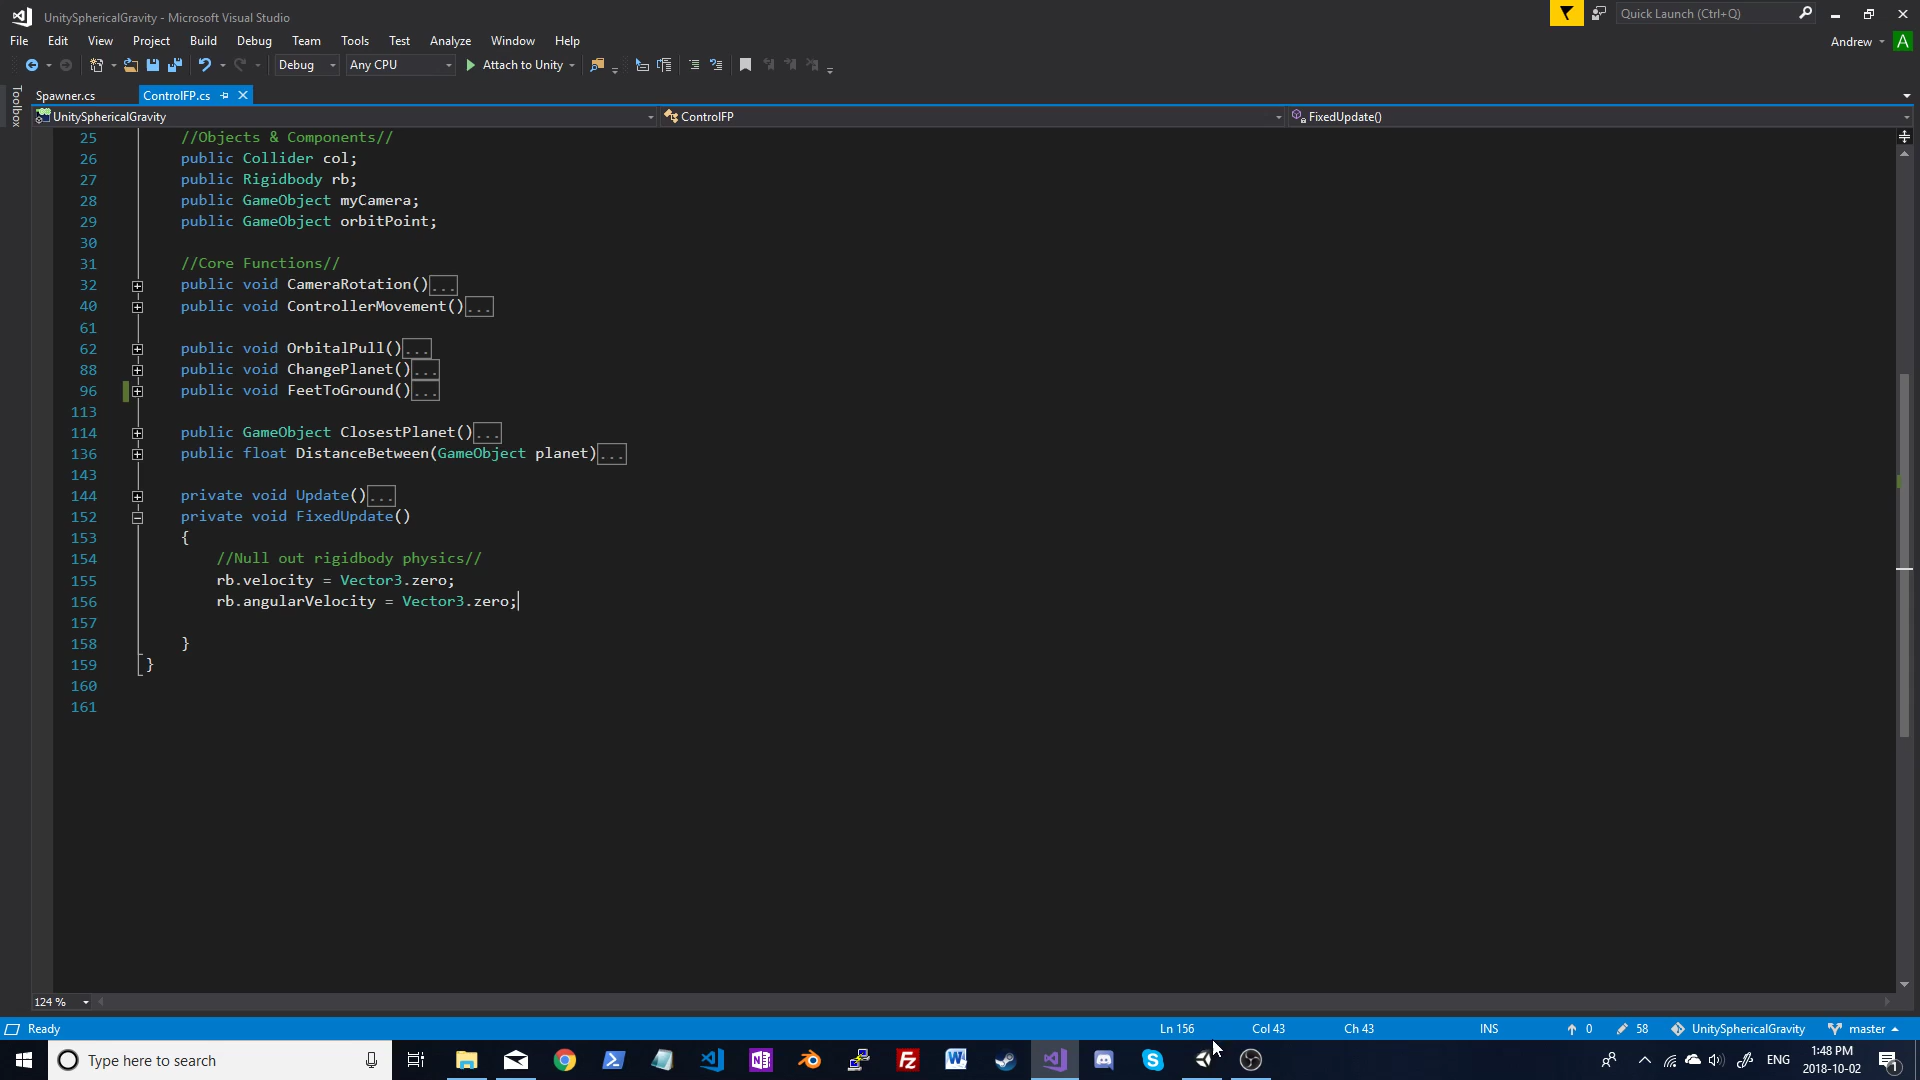 UnitySphericalGravity - Microsoft Visual Studio
Quick Launch (Ctrl+Q)
File Edit View Project Build Debug Team Tools Test Analyze Window Help
Andrew A
Debug Any CPU Attach to Unity
Toolbox
Spawner.cs ControlFP.cs
UnitySphericalGravity ControlFP FixedUpdate()
25 //Objects & Components//
26 public Collider col;
27 public Rigidbody rb;
28 public GameObject myCamera;
29 public GameObject orbitPoint;
30
31 //Core Functions//
32 public void CameraRotation()...
40 public void ControllerMovement()...
61
62 public void OrbitalPull()...
88 public void ChangePlanet()...
96 public void FeetToGround()...
113
114 public GameObject ClosestPlanet()...
136 public float DistanceBetween(GameObject planet)...
143
144 private void Update()...
152 private void FixedUpdate()
153 {
154 //Null out rigidbody physics//
155 rb.velocity = Vector3.zero;
156 rb.angularVelocity = Vector3.zero;
157
158 }
159 }
160
161
124 %
Ready Ln 156 Col 43 Ch 43 INS 0 58 UnitySphericalGravity master
Type here to search
ENG 1:48 PM 1
2018-10-02